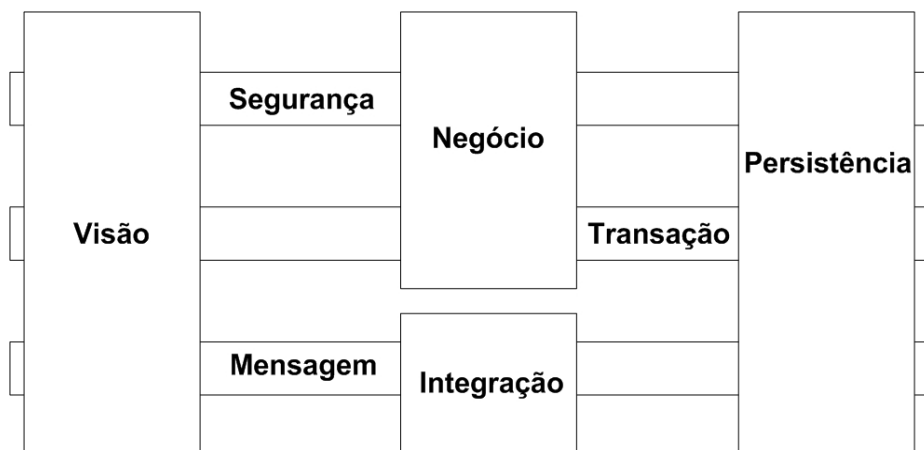 Segurança
Negócio
Persistência
Visão
Transação
Mensagem
Integração